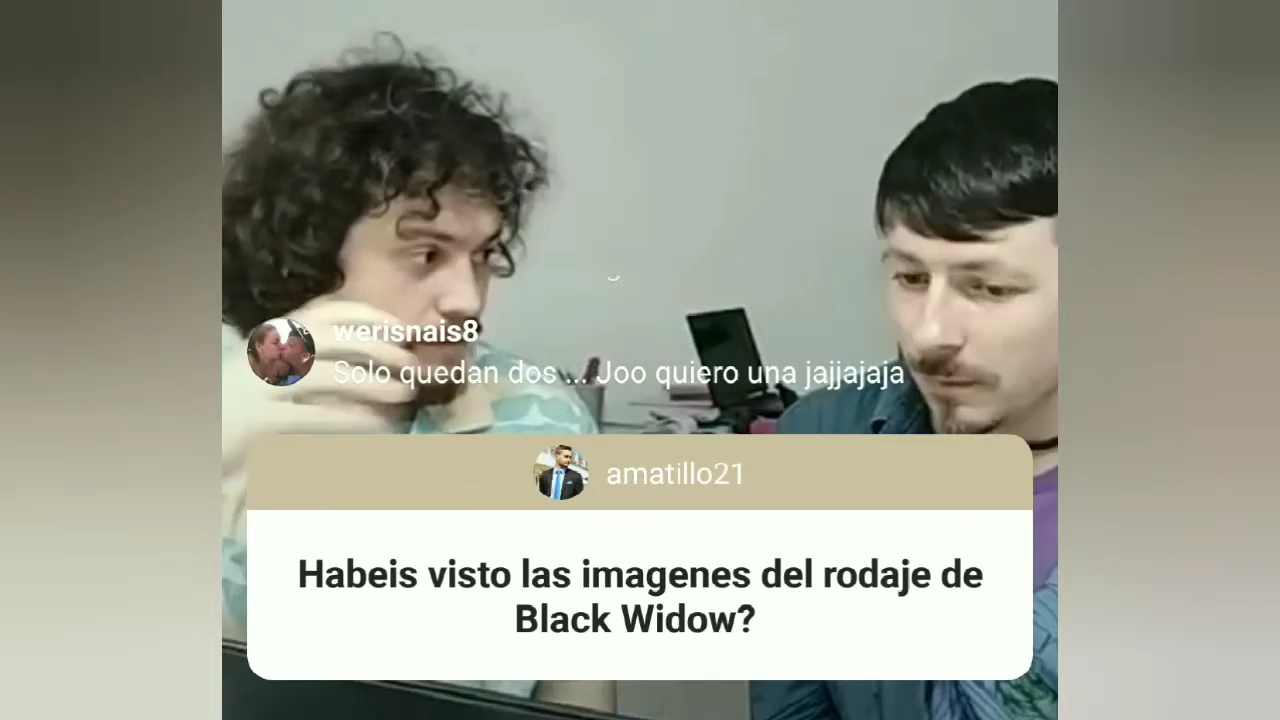 werisnais8
Solo quedan dos ... Joo quiero una jajjajaja
amatillo21
Habeis visto las imagenes del rodaje de
Black Widow?